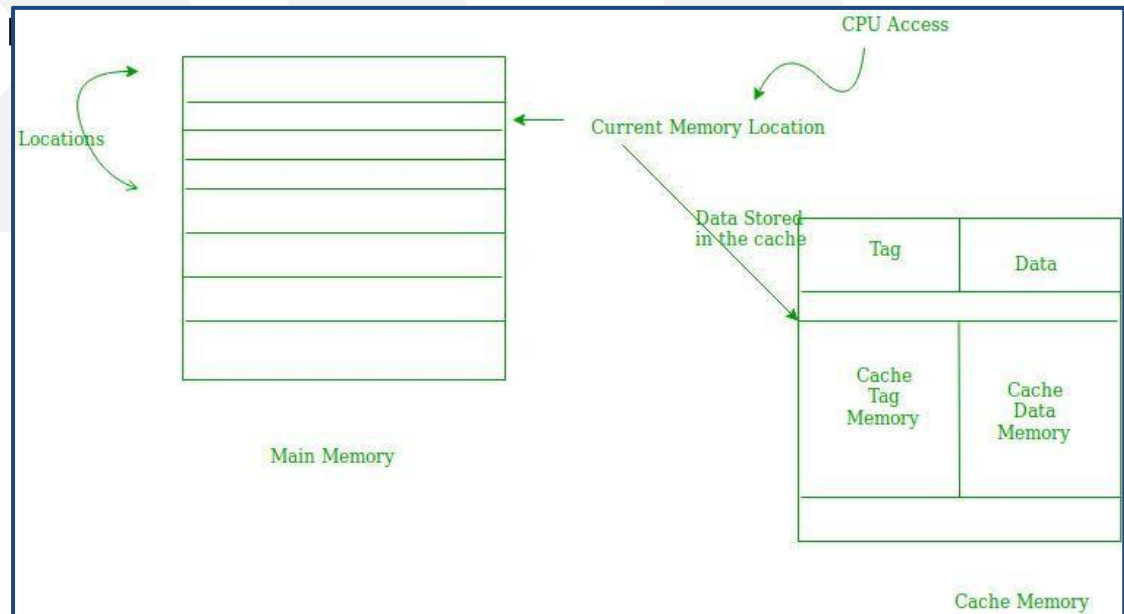 CPU Access
Locations
Current Memory Location
Data Stored
in the cache
Tag
Data
Cache
Tag
Memory
Cache
Data
Memory
Main Memory
Cache Memory